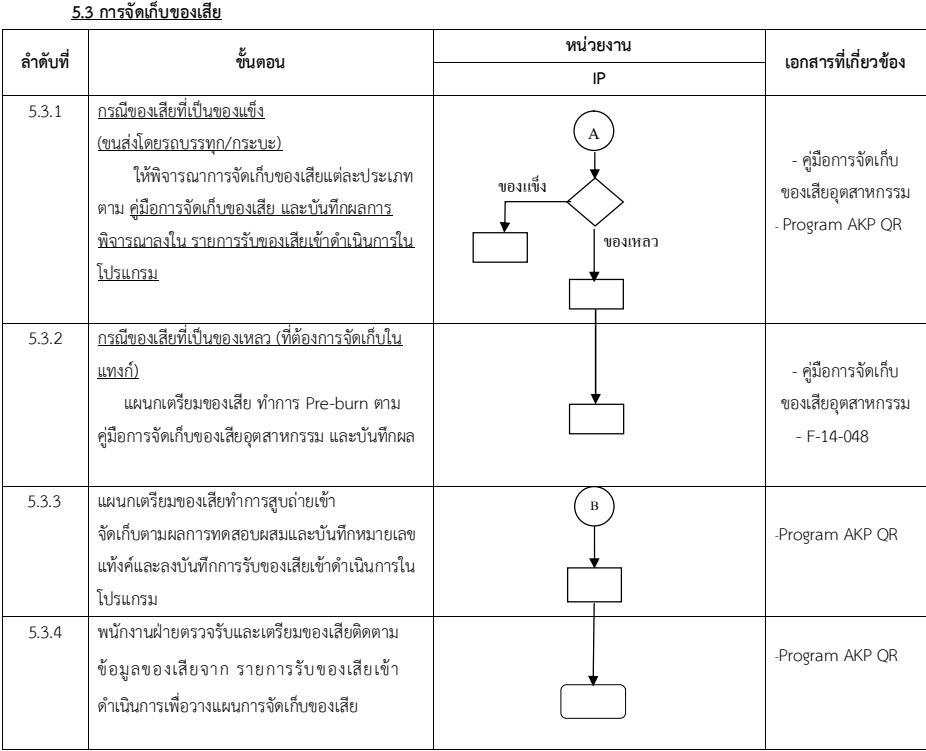 5.3 การจัดเก็บของเสีย
ลำดับที่
ขั้นตอน
หน่วยงาน
เอกสารที่เกี่ยวข้อง
IP
5.3.1
กรณีของเสียที่เป็นของแข็ง
(ขนส่งโดยรถบรรทุก/กระบะ)
ให้พิจารณาการจัดเก็บของเสียแต่ละประเภท
ตาม คู่มือการจัดเก็บของเสีย และบันทึกผลการ
พิจารณาลงใน รายการรับของเสียเข้าดำเนินการใน
โปรแกรม
A
ของแข็ง
ของเหลว
- คู่มือการจัดเก็บ
ของเสียอุตสาหกรรม
- Program AKP QR
5.3.2
กรณีของเสียที่เป็นของเหลว (ที่ต้องการจัดเก็บใน
แทงก์)
แผนกเตรียมของเสีย ทำการ Pre-burn ตาม
คู่มือการจัดเก็บของเสียอุตสาหกรรม และบันทึกผล
- คู่มือการจัดเก็บ
ของเสียอุตสาหกรรม
- F-14-048
5.3.3
แผนกเตรียมของเสียทำการสูบถ่ายเข้า
จัดเก็บตามผลการทดสอบผสมและบันทึกหมายเลข
แท้งค์และลงบันทึกการรับของเสียเข้าดำเนินการใน
โปรแกรม
B
-Program AKP QR
5.3.4
พนักงานฝ่ายตรวจรับและเตรียมของเสียติดตาม
ข้อมูลของเสียจาก รายการรับของเสียเข้า
ดำเนินการเพื่อวางแผนการจัดเก็บของเสีย
-Program AKP QR